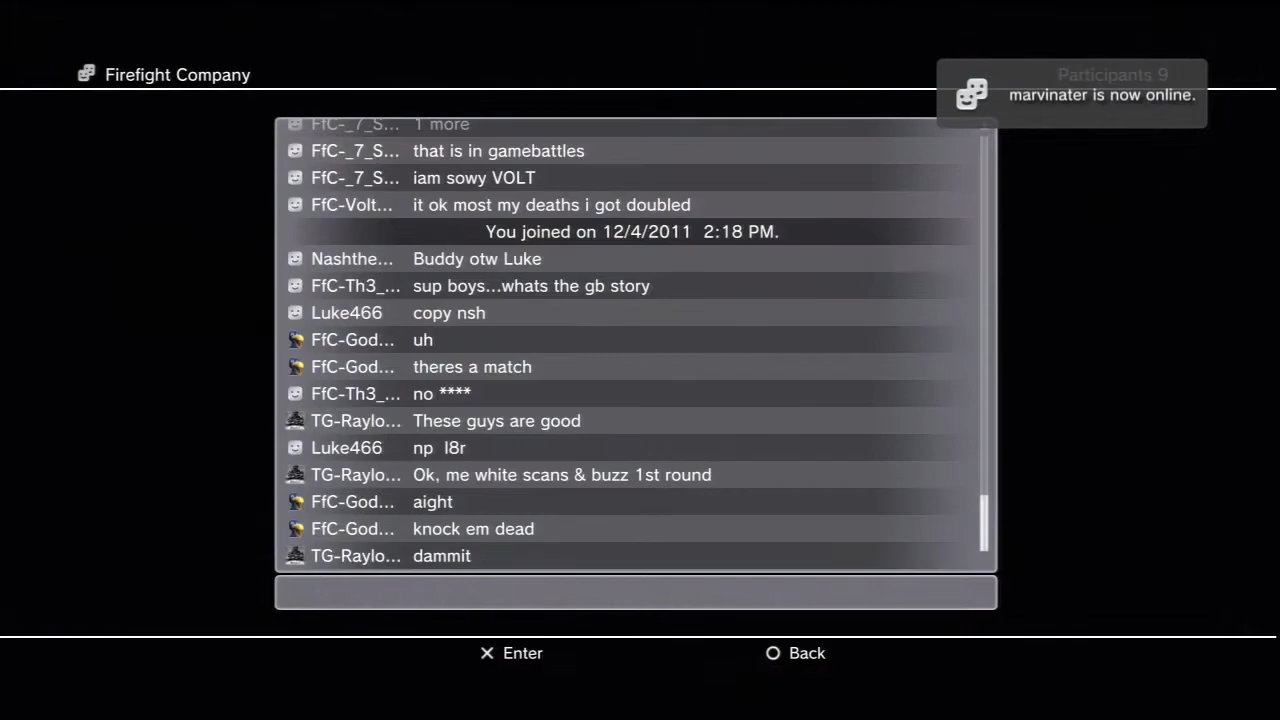 Firefight Company
Participants 9
marvinater is now online.
FfC-_7_S... 1 more
FfC-_7_S... that is in gamebattles
FfC-_7_S... iam sowy VOLT
FfC-Volt... it ok most my deaths i got doubled
You joined on 12/4/2011 2:18 PM.
Nashthe... Buddy otw Luke
FfC-Th3_... sup boys...whats the gb story
Luke466 copy nsh
FfC-God... uh
FfC-God... theres a match
FfC-Th3_... no ****
TG-Raylo... These guys are good
Luke466 np l8r
TG-Raylo... Ok, me white scans & buzz 1st round
FfC-God... aight
FfC-God... knock em dead
TG-Raylo... dammit
Enter
Back